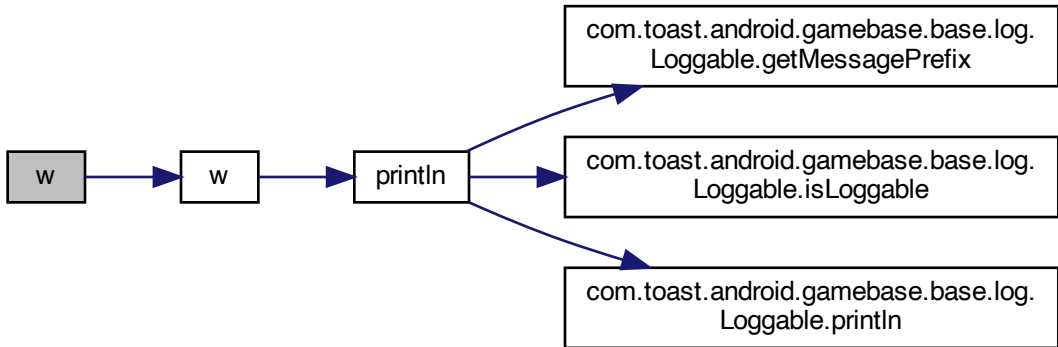 com.toast.android.gamebase.base.log.
Loggable.getMessagePrefix
w
w
println
com.toast.android.gamebase.base.log.
Loggable.isLoggable
com.toast.android.gamebase.base.log.
Loggable.println